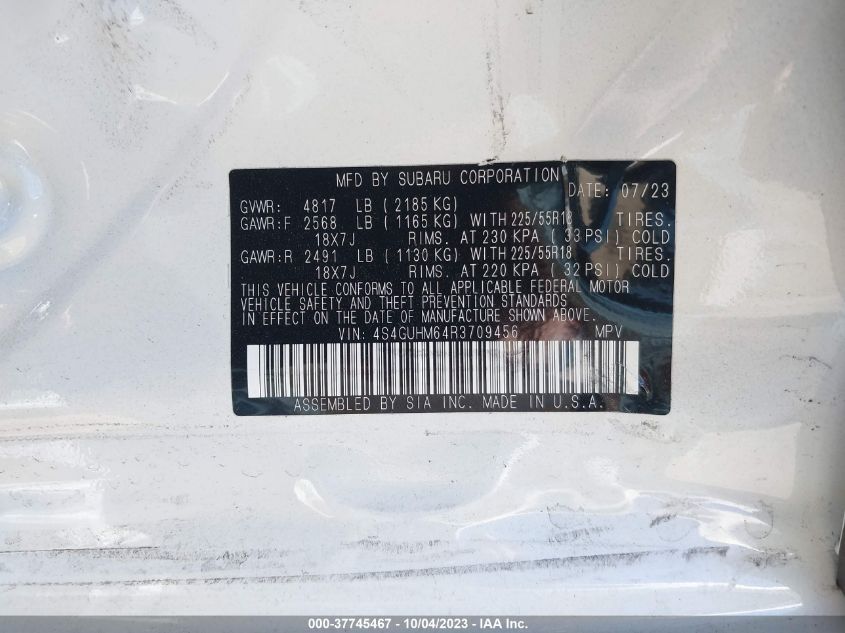 MFD BY SUBARU CORPORATION DATE: 07/23
GVWR: 4817 LB ( 2185 KG)
GAWR:F 2568 LB ( 1165 KG) WITH 225/55R18 TIRES.
18X7J RIMS. AT 230 KPA ( 33 PSI) COLD
GAWR:R 2491 LB ( 1130 KG) WITH 225/55R18 TIRES.
18X7J RIMS. AT 220 KPA ( 32 PSI) COLD
THIS VEHICLE CONFORMS TO ALL APPLICABLE FEDERAL MOTOR
VEHICLE SAFETY AND THEFT PREVENTION STANDARDS
IN EFFECT ON THE DATE OF MANUFACTURE SHOWN ABOVE.
VIN: 4S4GUHM64R3709456 MPV
ASSEMBLED BY SIA INC. MADE IN U.S.A.
000-37745467 - 10/04/2023 - IAA Inc.